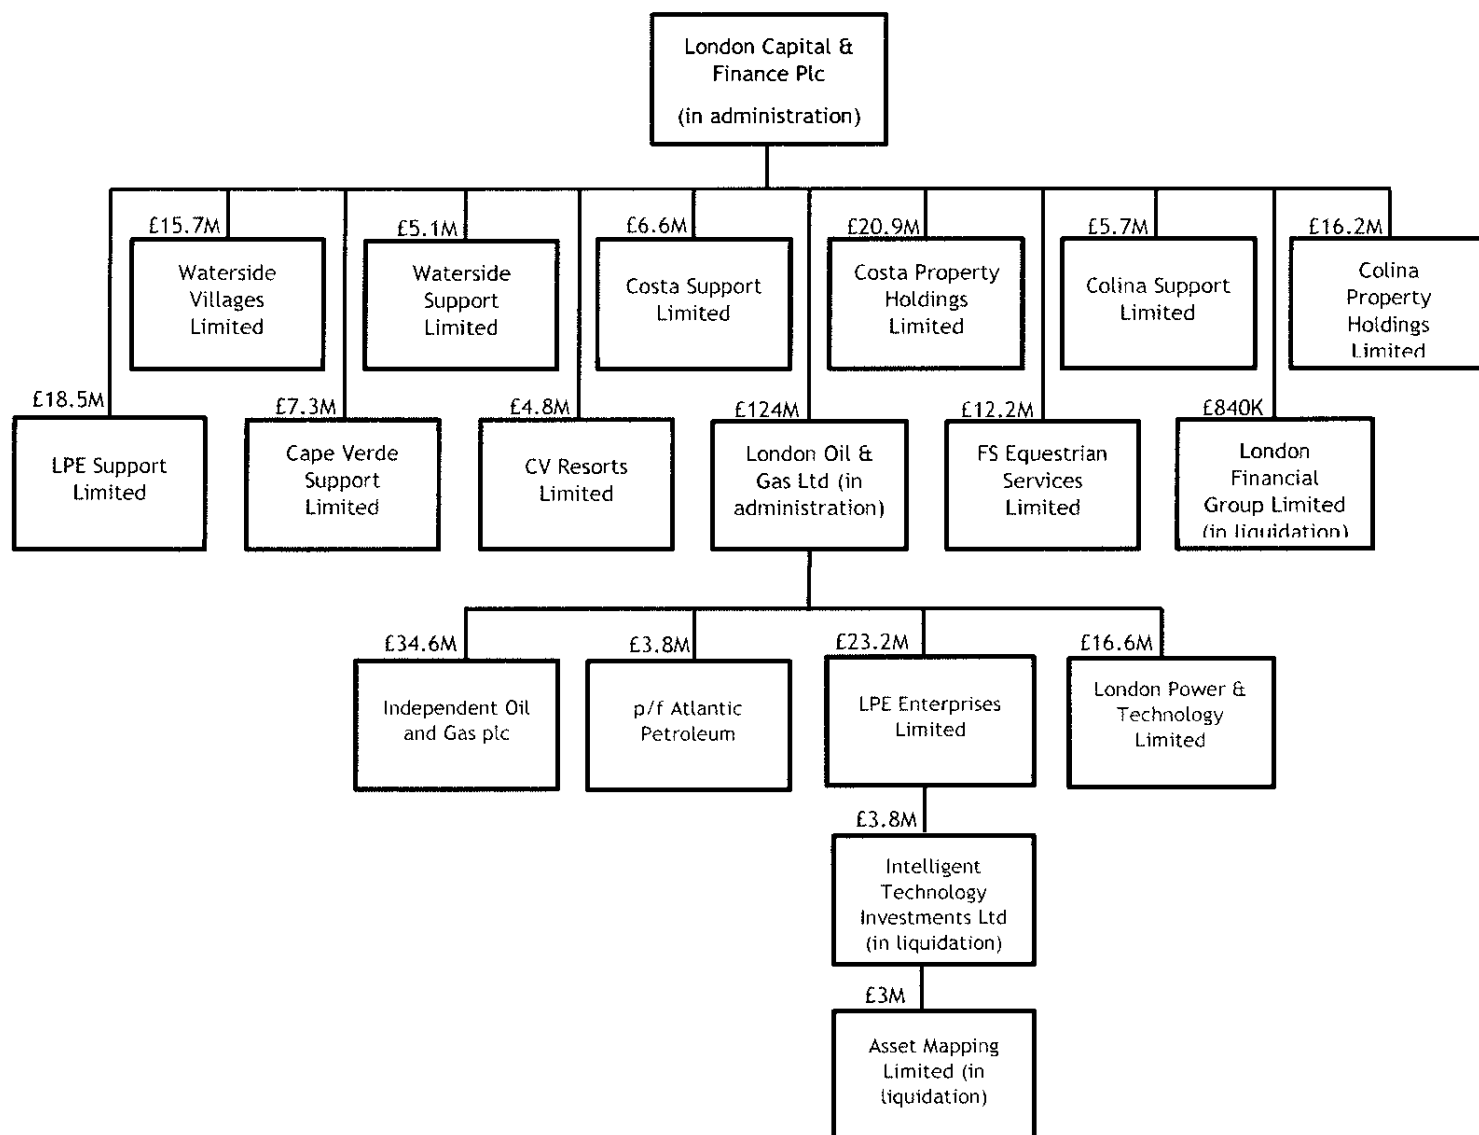 London Capital &
Finance Plc
(in administration)
£15.7M
Waterside
Villages
Limited
£5.1M
Waterside
Support
Limited
£6.6M
Costa Support
Limited
£20.9M
Costa Property
Holdings
Limited
£5.7M
Colina Support
Limited
£16.2M
Colina
Property
Holdings
Limited
£18.5M
LPE Support
Limited
£7.3M
Cape Verde
Support
Limited
£4.8M
CV Resorts
Limited
£124M
London Oil &
Gas Ltd (in
administration)
£12.2M
FS Equestrian
Services
Limited
£840K
London
Financial
Group Limited
(in liquidation)
£34.6M
Independent Oil
and Gas plc
£3.8M
p/f Atlantic
Petroleum
£23.2M
LPE Enterprises
Limited
£16.6M
London Power &
Technology
Limited
£3.8M
Intelligent
Technology
Investments Ltd
(in liquidation)
£3M
Asset Mapping
Limited (in
liquidation)